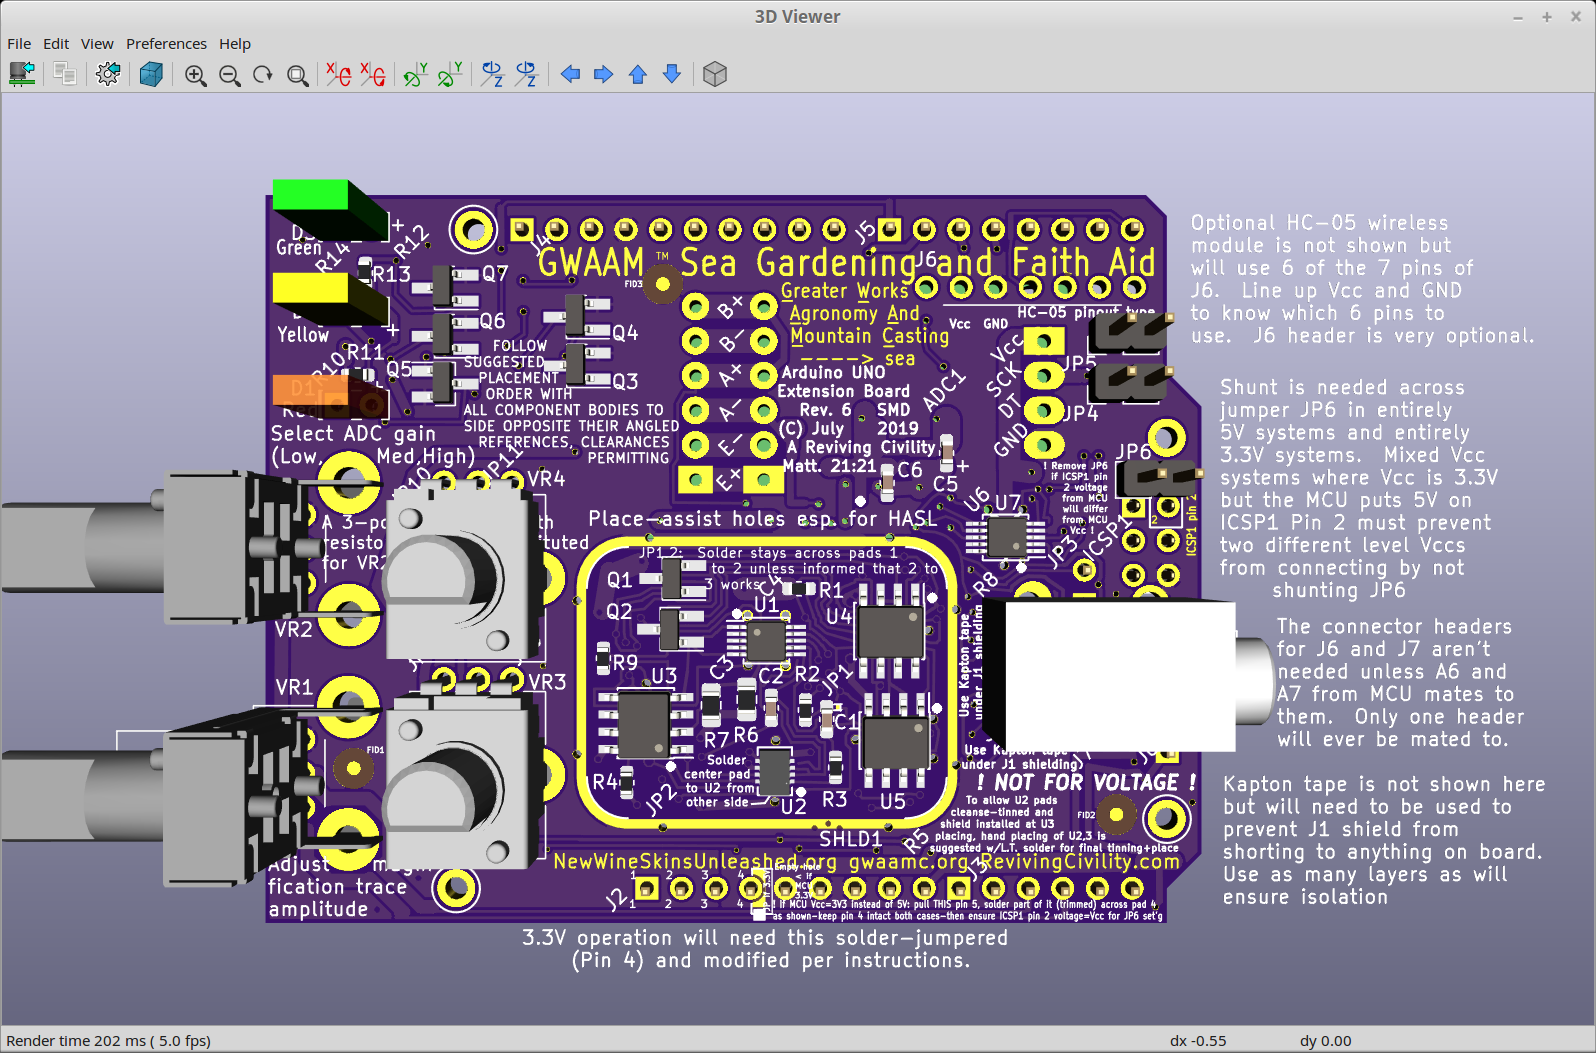 3D Viewer
File Edit View Preferences Help
D3
Green
R14
R12
R13
Yellow
R11
R10
Q7
Q6
Q5
Q4
Q3
D1
Red
J4
J5
GWAAM ™ Sea Gardening and Faith Aid
FID3
J6
Greater Works
Agronomy And
Mountain Casting
----> sea
HC-05 pinout type
Vcc GND
Arduino UNO
Extension Board
Rev. 6 SMD
(C) July 2019
A Reviving Civility
Matt. 21:21
B+
B-
A+
A-
E-
E+
ADC1
Vcc
SCK
DT
GND
JP5
JP4
JP6
C6
C5
+
FOLLOW
SUGGESTED
PLACEMENT
ORDER WITH
ALL COMPONENT BODIES TO
SIDE OPPOSITE THEIR ANGLED
REFERENCES, CLEARANCES
PERMITTING
Select ADC gain
(Low, Med,High)
JP11
VR4
! Remove JP6
if ICSP1 pin
2 voltage
from MCU
will differ
from MCU
Vcc !
U6
U7
JP3
ICSP1
2
ICSP1 pin 2
R8
Place-assist holes esp. for HASL
A 3-po
for VR2
VR2
VR1
VR3
JP1,2: Solder stays across pads 1
to 2 unless informed that 2 to
3 works
Q1
Q2
C4
R1
U1
U4
R9
U3
C3
C2
R2
JP1
C1
R7
R6
R4
JP2
Solder
center pad
to U2 from
other side
U2
R3
U5
SHLD1
R5
Use Kapton tape
under J1 shielding
Use Kapton tape
under J1 shielding)
! NOT FOR VOLTAGE !
To allow U2 pads
cleanse-tinned and
shield installed at U3
placing, hand placing of U2,3 is
suggested w/L.T. solder for final tinning+place
FID1
FID2
NewWineSkinsUnleashed.org gwaamc.org RevivingCivility.com
Adjust magni
fication trace
amplitude
J2
J3
1 2 3 4
1 2 3 4
! If MCU Vcc=3V3 instead of 5V: pull THIS pin 5, solder part of it (trimmed) across pad 4,
as shown-keep pin 4 intact both cases-then ensure ICSP1 pin 2 voltage=Vcc for JP6 set'g
3.3V operation will need this solder-jumpered
(Pin 4) and modified per instructions.
Optional HC-05 wireless
module is not shown but
will use 6 of the 7 pins of
J6. Line up Vcc and GND
to know which 6 pins to
use. J6 header is very optional.
Shunt is needed across
jumper JP6 in entirely
5V systems and entirely
3.3V systems. Mixed Vcc
systems where Vcc is 3.3V
but the MCU puts 5V on
ICSP1 Pin 2 must prevent
two different level Vccs
from connecting by not
shunting JP6
The connector headers
for J6 and J7 aren't
needed unless A6 and
A7 from MCU mates to
them. Only one header
will ever be mated to.
Kapton tape is not shown here
but will need to be used to
prevent J1 shield from
shorting to anything on board.
Use as many layers as will
ensure isolation
Render time 202 ms ( 5.0 fps)
dx -0.55
dy 0.00